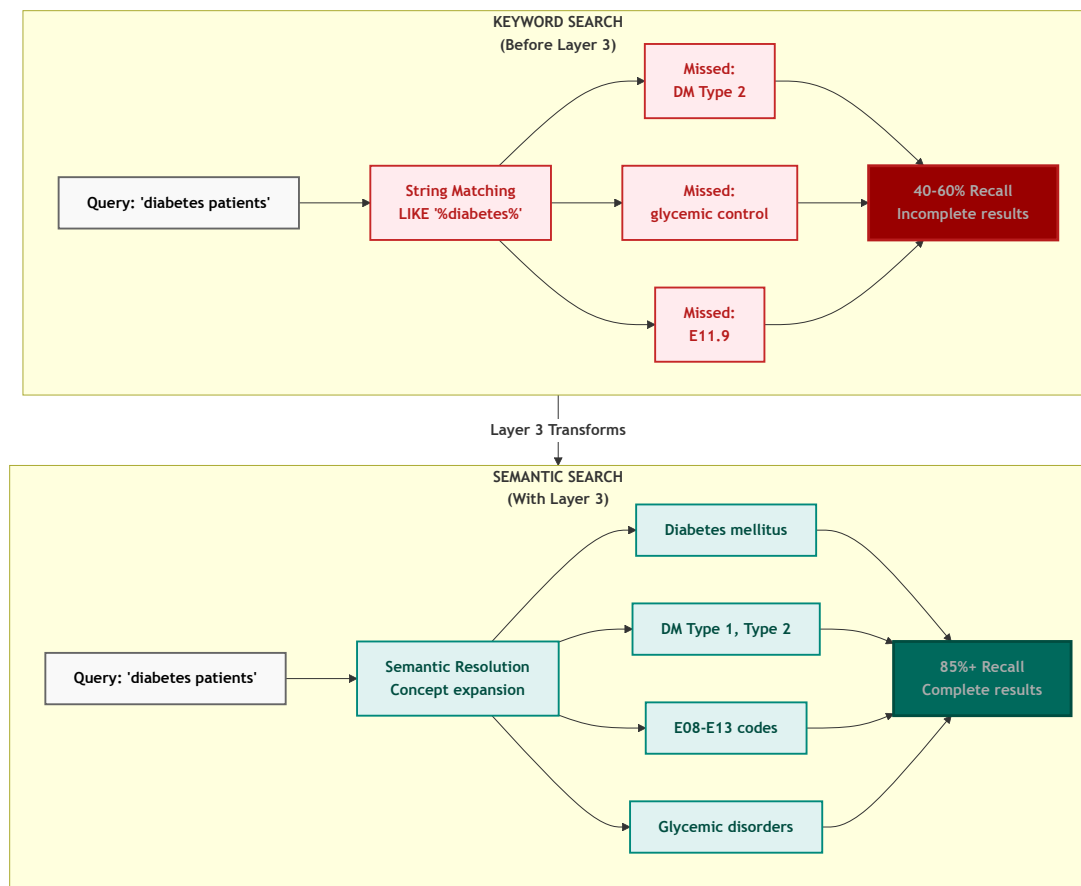 KEYWORD SEARCH
(Before Layer 3)
Query: 'diabetes patients'
String Matching
LIKE '%diabetes%'
Missed:
DM Type 2
Missed:
glycemic control
Missed:
E11.9
40-60% Recall
Incomplete results
Layer 3 Transforms
SEMANTIC SEARCH
(With Layer 3)
Query: 'diabetes patients'
Semantic Resolution
Concept expansion
Diabetes mellitus
DM Type 1, Type 2
E08-E13 codes
Glycemic disorders
85%+ Recall
Complete results